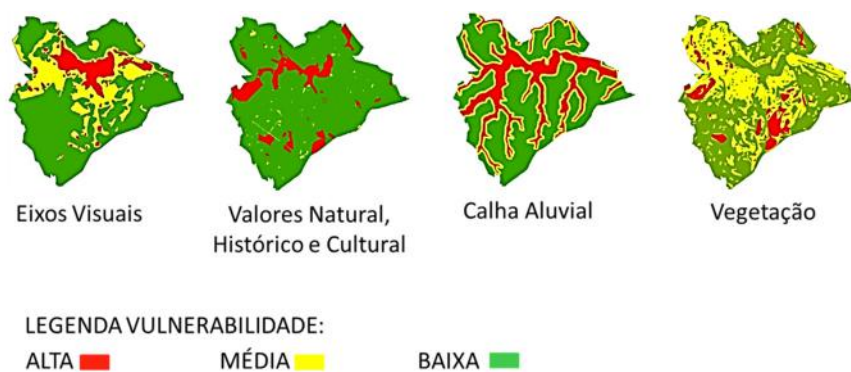 Eixos Visuais
Valores Natural,
Histórico e Cultural
Calha Aluvial
Vegetação
LEGENDA VULNERABILIDADE:
ALTA
MÉDIA
BAIXA